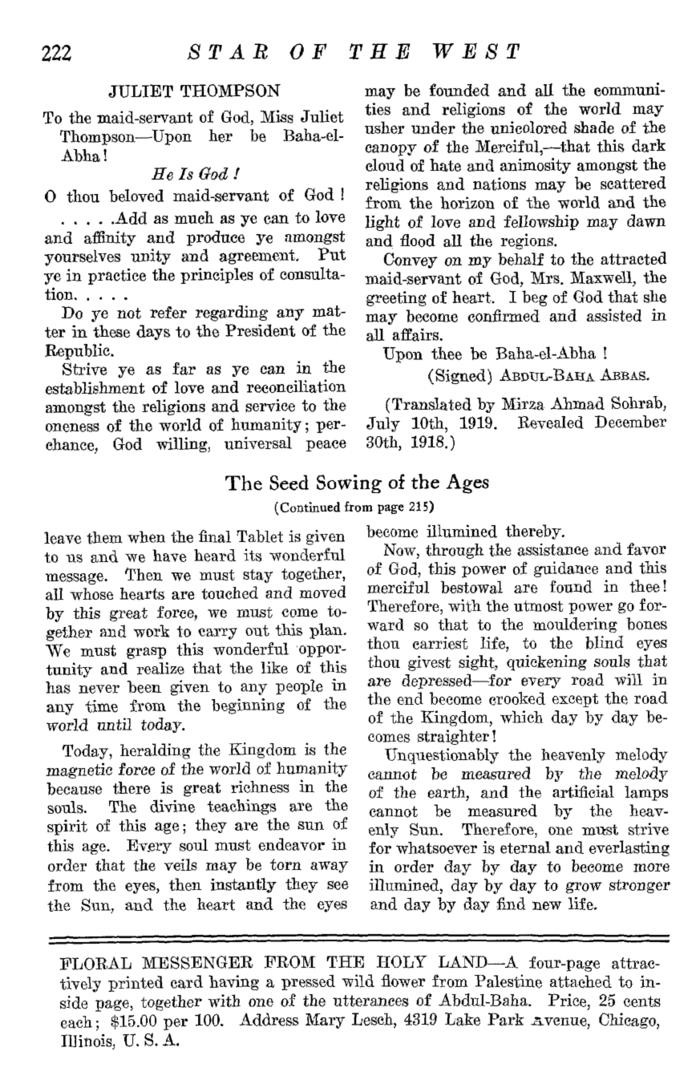 222 STAR OF THE WEST
JULIET THOMPSON
To the maid-servant of God, Miss Juliet
Thompson—Upon her be Baha-el-
Abha!
He Is God!
O thou beloved maid-servant of God!
. . . . .Add as much as ye can to love
and affinity and produce ye amongst
yourselves unity and agreement. Put
ye in practice the principles of consulta-
tion. . . . .
Do ye not refer regarding any mat-
ter in these days to the President of the
Republic.
Strive ye as far as ye can in the
establishment of love and reconciliation
amongst the religions and service to the
oneness of the world of humanity; per-
chance, God willing, universal peace
may be founded and all the communi-
ties and religions of the world may
usher under the unicolored shade of the
canopy of the Merciful,—that this dark
cloud of hate and animosity amongst the
religions and nations may be scattered
from the horizon of the world and the
light of love and fellowship may dawn
and flood all the regions.
Convey on my behalf to the attracted
maid-servant of God, Mrs. Maxwell, the
greeting of heart. I beg of God that she
may become confirmed and assisted in
all affairs.
Upon thee be Baha-el-Abha!
(Signed) ABDUL-BAHA ABBAS.
(Translated by Mirza Ahmad Sohrab,
July 10th, 1919. Revealed December
30th, 1918.)
The Seed Sowing of the Ages
(Continued from page 215)
leave them when the final Tablet is given
to us and we have heard its wonderful
message. Then we must stay together,
all whose hearts are touched and moved
by this great force, we must come to-
gether and work to carry out this plan.
We must grasp this wonderful oppor-
tunity and realize that the like of this
has never been given to any people in
any time from the beginning of the
world until today.
Today, heralding the Kingdom is the
magnetic force of the world of humanity
because there is great richness in the
souls. The divine teachings are the
spirit of this age; they are the sun of
this age. Every soul must endeavor in
order that the veils may be torn away
from the eyes, then instantly they see
the Sun, and the heart and the eyes
become illumined thereby.
Now, through the assistance and favor
of God, this power of guidance and this
merciful bestowal are found in thee!
Therefore, with the utmost power go for-
ward so that to the mouldering bones
thou carriest life, to the blind eyes
thou givest sight, quickening souls that
are depressed—for every road will in
the end become crooked except the road
of the Kingdom, which day by day be-
comes straighter!
Unquestionably the heavenly melody
cannot be measured by the melody
of the earth, and the artificial lamps
cannot be measured by the heav-
enly Sun. Therefore, one must strive
for whatsoever is eternal and everlasting
in order day by day to become more
illumined, day by day to grow stronger
and day by day find new life.
FLORAL MESSENGER FROM THE HOLY LAND—A four-page attrac-
tively printed card having a pressed wild flower from Palestine attached to in-
side page, together with one of the utterances of Abdul-Baha. Price, 25 cents
each; $15.00 per 100. Address Mary Lesch, 4319 Lake Park Avenue, Chicago,
Illinois, U. S. A.